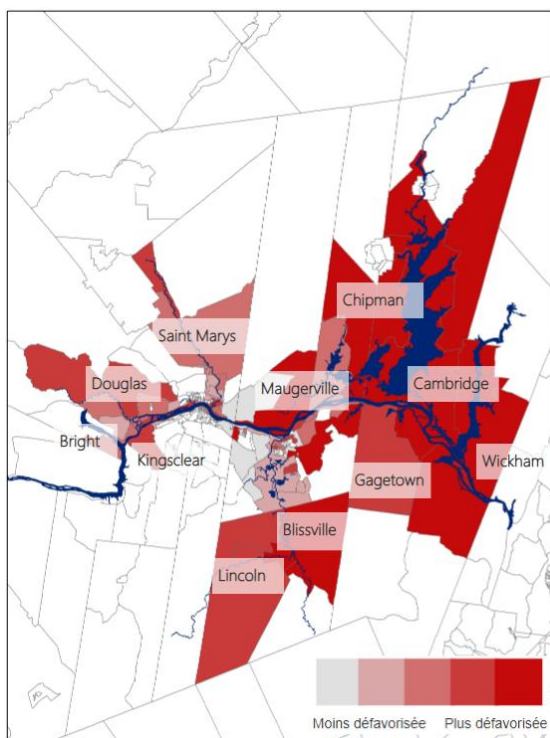 Chipman
Saint Marys
Douglas
Maugerville
Cambridge
Bright
Kingsclear
Wickham
Gagetown
Blissville
Lincoln
Moins défavorisée Plus défavorisée